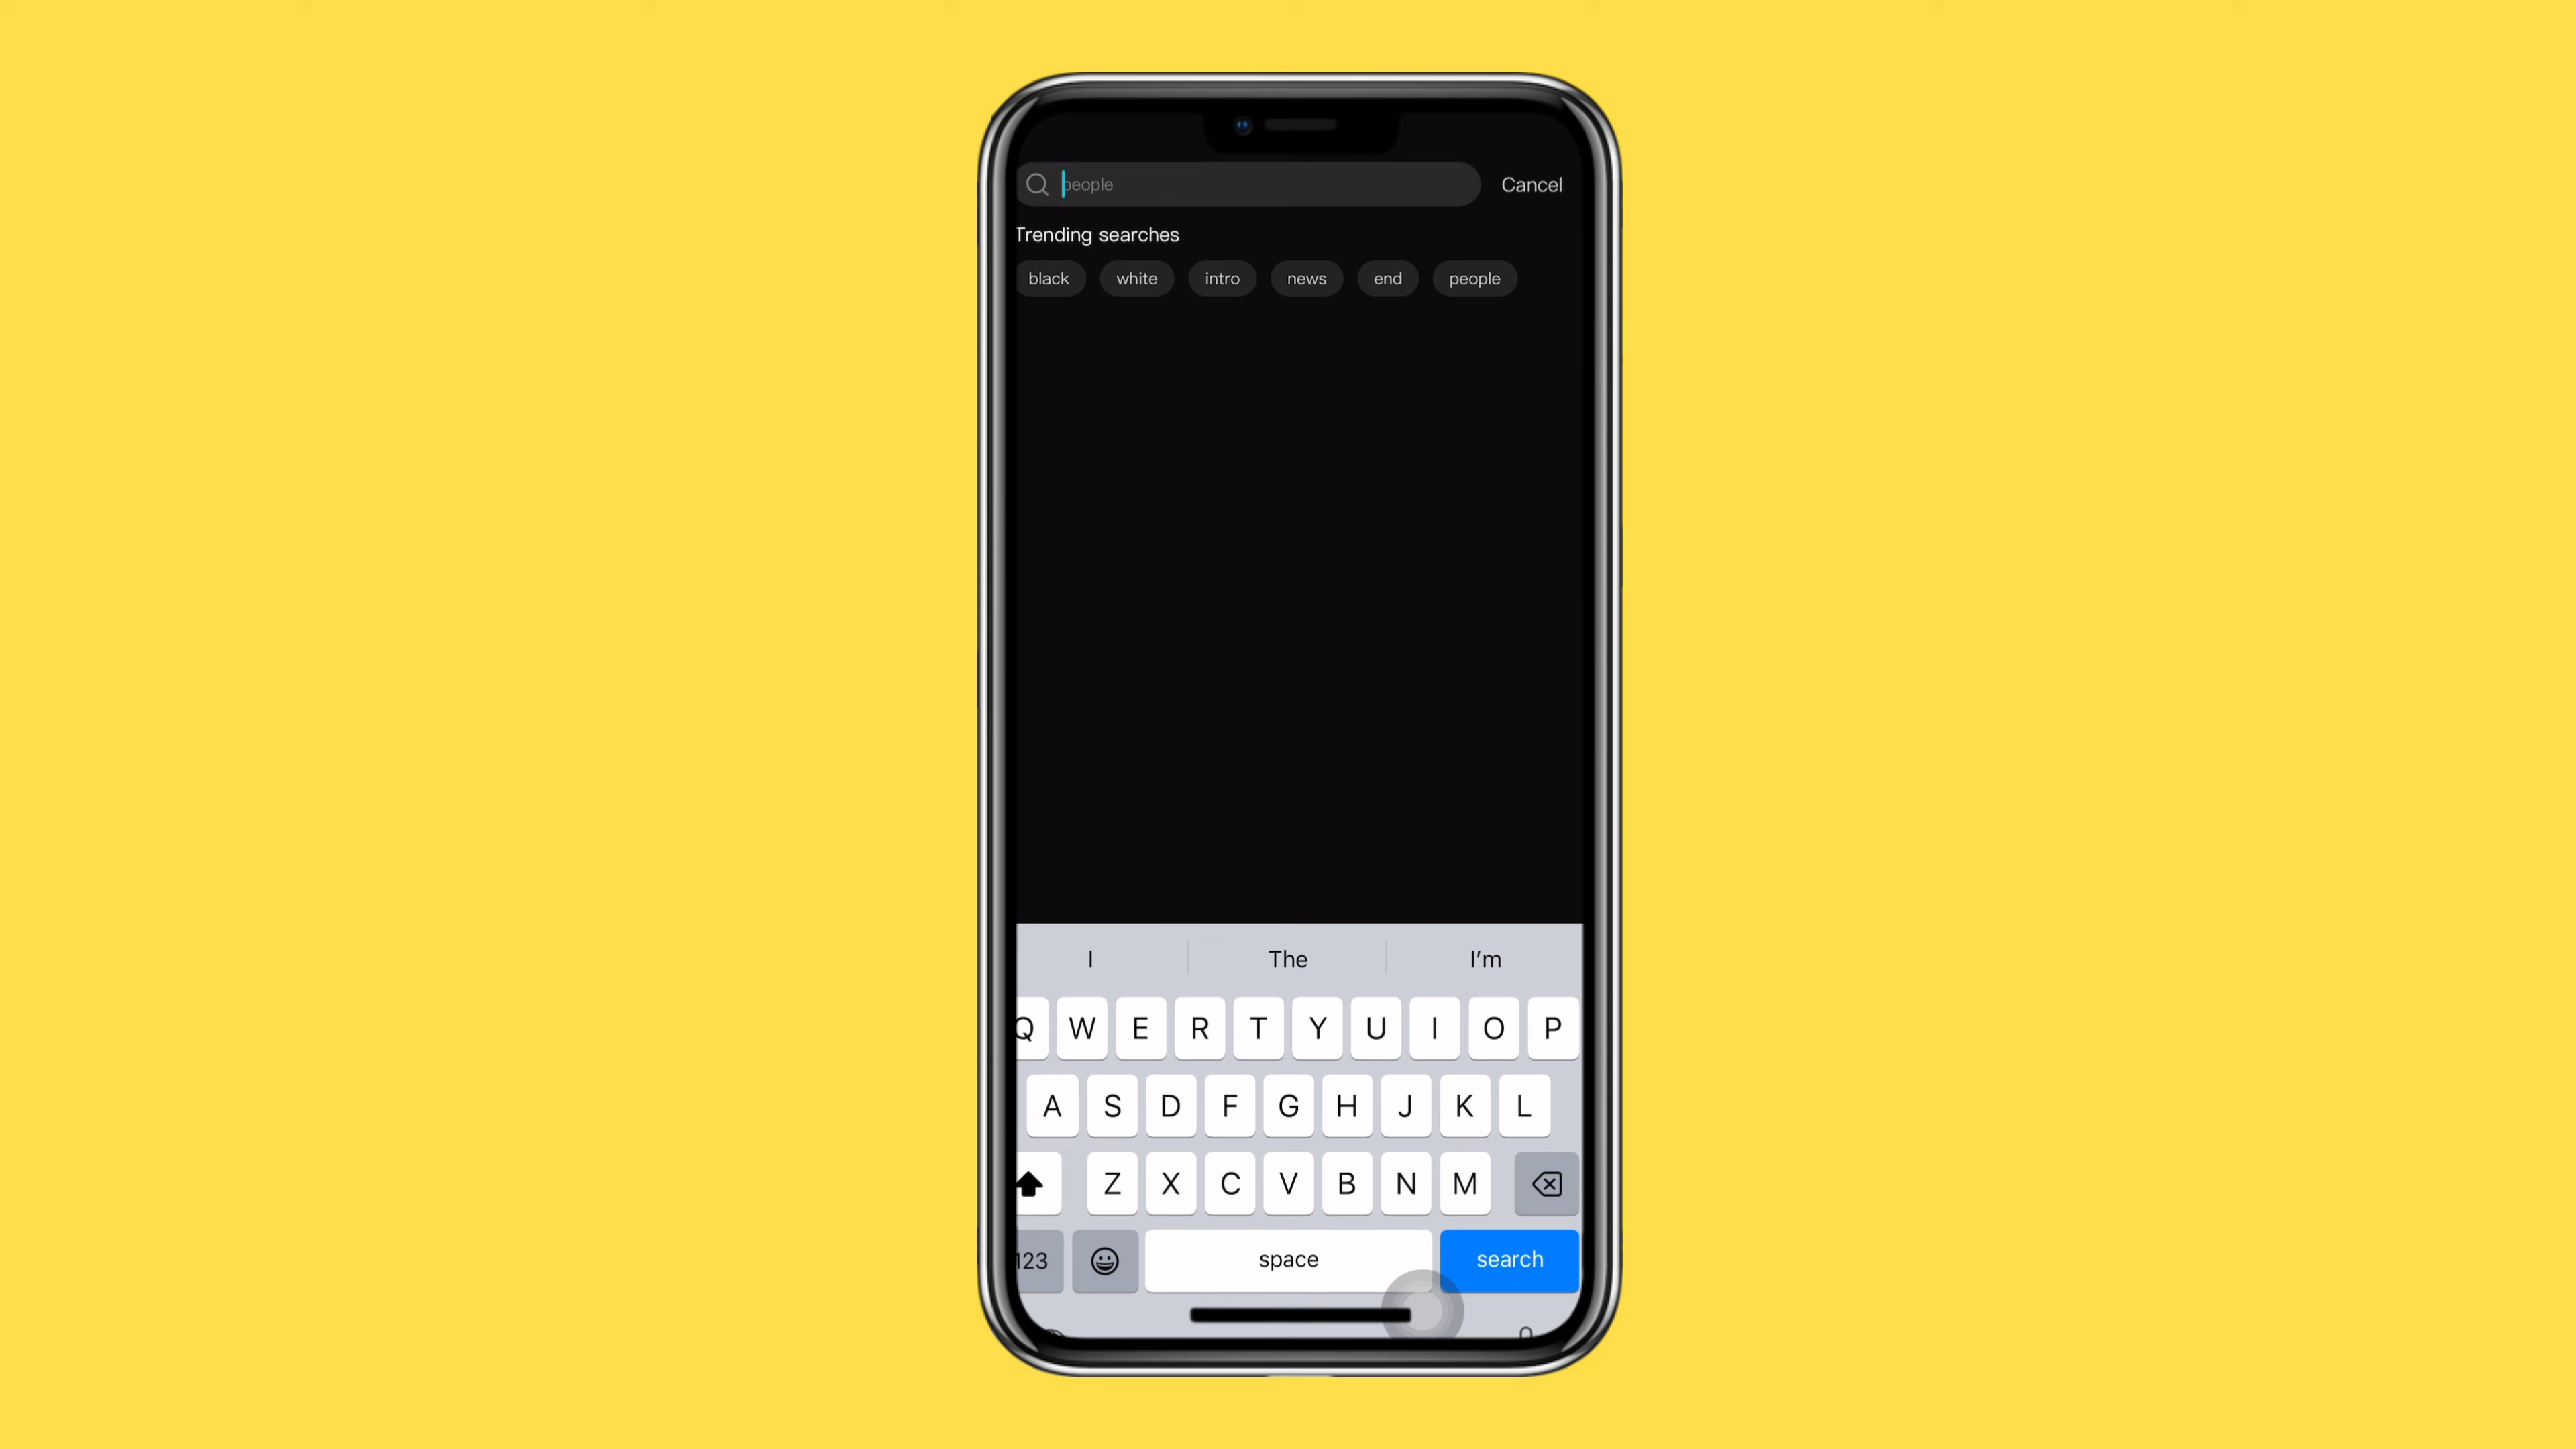 people Cancel
Trending searches
black white intro news end people
I The I'm
Q W E R T Y U I O P
A S D F G H J K L
Z X C V B N M
123 space search